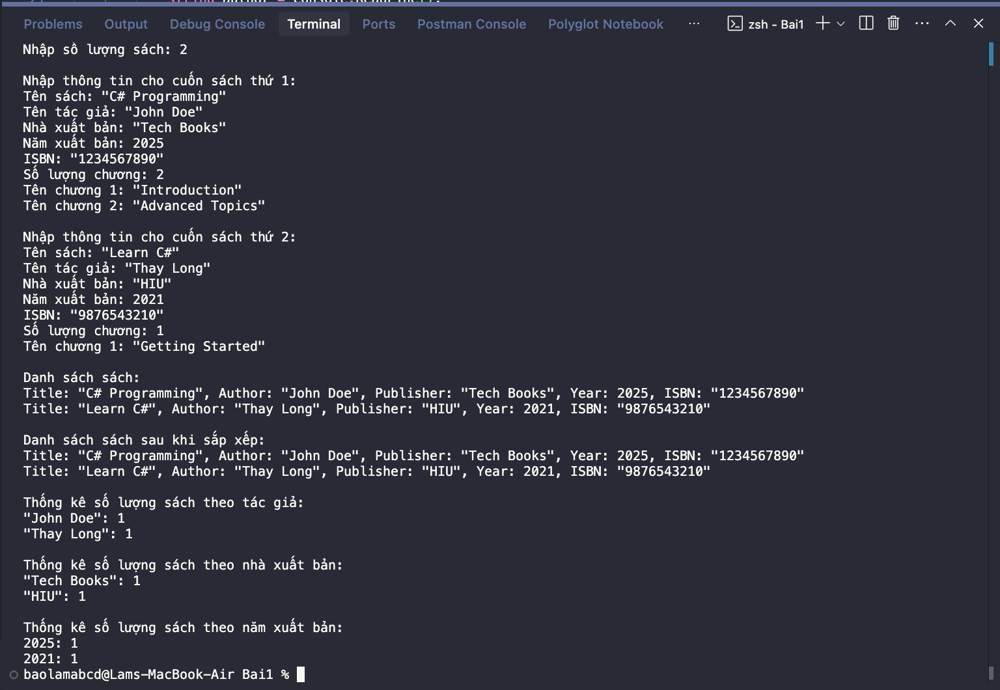 Problems Output Debug Console Terminal Ports Postman Console Polyglot Notebook ··· zsh - Bai1
Nhập số lượng sách: 2
Nhập thông tin cho cuốn sách thứ 1:
Tên sách: "C# Programming"
Tên tác giả: "John Doe"
Nhà xuất bản: "Tech Books"
Năm xuất bản: 2025
ISBN: "1234567890"
Số lượng chương: 2
Tên chương 1: "Introduction"
Tên chương 2: "Advanced Topics"
Nhập thông tin cho cuốn sách thứ 2:
Tên sách: "Learn C#"
Tên tác giả: "Thay Long"
Nhà xuất bản: "HIU"
Năm xuất bản: 2021
ISBN: "9876543210"
Số lượng chương: 1
Tên chương 1: "Getting Started"
Danh sách sách:
Title: "C# Programming", Author: "John Doe", Publisher: "Tech Books", Year: 2025, ISBN: "1234567890"
Title: "Learn C#", Author: "Thay Long", Publisher: "HIU", Year: 2021, ISBN: "9876543210"
Danh sách sách sau khi sắp xếp:
Title: "C# Programming", Author: "John Doe", Publisher: "Tech Books", Year: 2025, ISBN: "1234567890"
Title: "Learn C#", Author: "Thay Long", Publisher: "HIU", Year: 2021, ISBN: "9876543210"
Thống kê số lượng sách theo tác giả:
"John Doe": 1
"Thay Long": 1
Thống kê số lượng sách theo nhà xuất bản:
"Tech Books": 1
"HIU": 1
Thống kê số lượng sách theo năm xuất bản:
2025: 1
2021: 1
baolamabcd@Lams-MacBook-Air Bai1 %